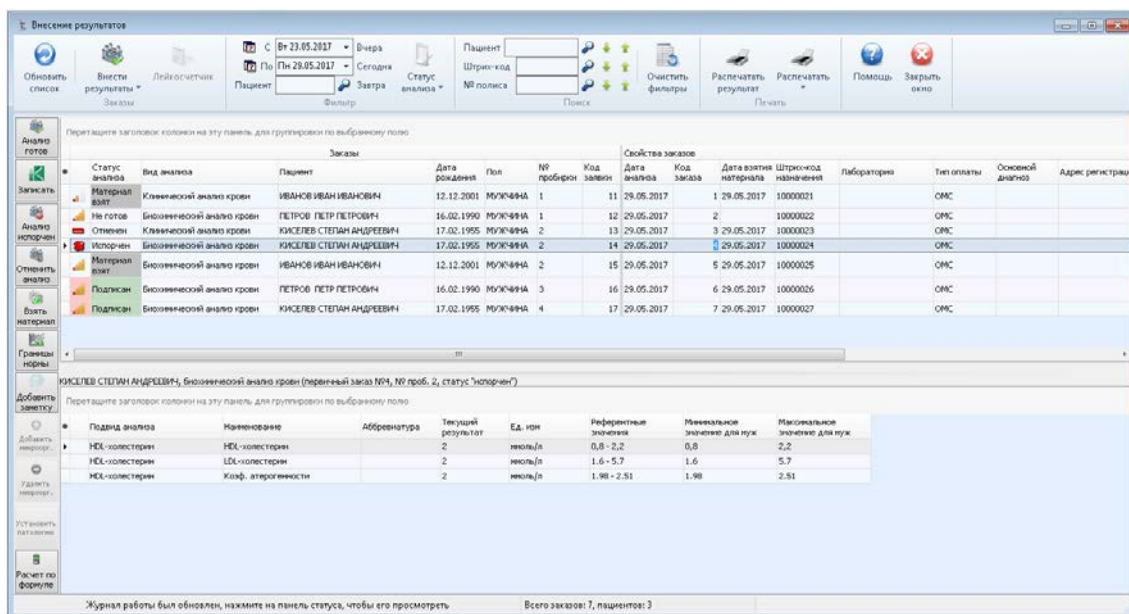 Внесение результатов
Обновить список
Внести результаты
Лейкосчетчик
Заказы
С Вт 23.05.2017 Вчера
По Пн 29.05.2017 Сегодня
Пациент Завтра
Статус анализа
Фильтр
Пациент
Штрих-код
№ полиса
Очистить фильтры
Поиск
Распечатать результат
Распечатать
Печать
Помощь
Закрыть окно
Анализ готов
Записать
Анализ испорчен
Отменить анализ
Взять материал
Границы нормы
Добавить заметку
Добавить микроорг.
Удалить микроорг.
Установить патологию
Расчет по формуле
Перетащите заголовок колонки на эту панель для группировки по выбранному полю
Заказы Свойства заказов
Статус анализа Вид анализа Пациент Дата рождения Пол № пробирки Код заявки Дата анализа Код заказа Дата взятия материала Штрих-код назначения Лаборатория Тип оплаты Основной диагноз Адрес регистрац
Материал взят Клинический анализ крови ИВАНОВ ИВАН ИВАНОВИЧ 12.12.2001 МУЖЧИНА 1 11 29.05.2017 1 29.05.2017 10000021 ОМС
Не готов Биохимический анализ крови ПЕТРОВ ПЕТР ПЕТРОВИЧ 16.02.1990 МУЖЧИНА 1 12 29.05.2017 2 10000022 ОМС
Отменен Клинический анализ крови КИСЕЛЕВ СТЕПАН АНДРЕЕВИЧ 17.02.1955 МУЖЧИНА 2 13 29.05.2017 3 29.05.2017 10000023 ОМС
Испорчен Биохимический анализ крови КИСЕЛЕВ СТЕПАН АНДРЕЕВИЧ 17.02.1955 МУЖЧИНА 2 14 29.05.2017 4 29.05.2017 10000024 ОМС
Материал взят Биохимический анализ крови ИВАНОВ ИВАН ИВАНОВИЧ 12.12.2001 МУЖЧИНА 2 15 29.05.2017 5 29.05.2017 10000025 ОМС
Подписан Биохимический анализ крови ПЕТРОВ ПЕТР ПЕТРОВИЧ 16.02.1990 МУЖЧИНА 3 16 29.05.2017 6 29.05.2017 10000026 ОМС
Подписан Биохимический анализ крови КИСЕЛЕВ СТЕПАН АНДРЕЕВИЧ 17.02.1955 МУЖЧИНА 4 17 29.05.2017 7 29.05.2017 10000027 ОМС
КИСЕЛЕВ СТЕПАН АНДРЕЕВИЧ, биохимический анализ крови (первичный заказ №4, № проб. 2, статус "испорчен")
Перетащите заголовок колонки на эту панель для группировки по выбранному полю
Подвид анализа Наименование Аббревиатура Текущий результат Ед. изм Референтные значения Минимальное значение для муж Максимальное значение для муж
HDL-холестерин HDL-холестерин 2 ммоль/л 0,8 - 2,2 0,8 2,2
HDL-холестерин LDL-холестерин 2 ммоль/л 1.6 - 5.7 1.6 5.7
HDL-холестерин Коэф. атерогенности 2 ммоль/л 1.98 - 2.51 1.98 2.51
Журнал работы был обновлен, нажмите на панель статуса, чтобы его просмотреть Всего заказов: 7, пациентов: 3